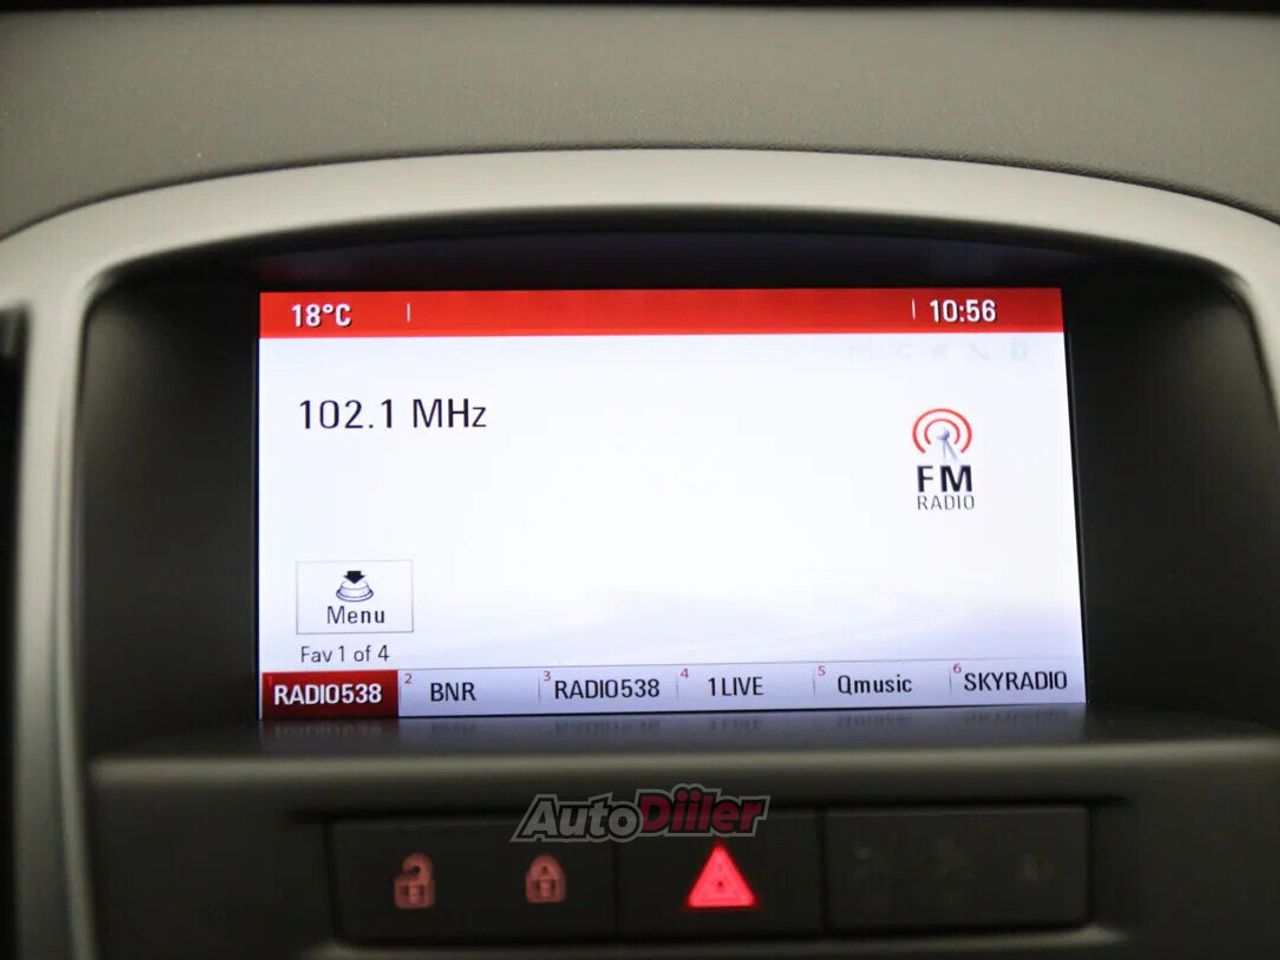 18°C 10:56
102.1 MHz
FM
RADIO
Menu
Fav 1 of 4
1 RADIO538 2 BNR 3 RADIO538 4 1LIVE 5 Qmusic 6 SKYRADIO
AutoDiiler